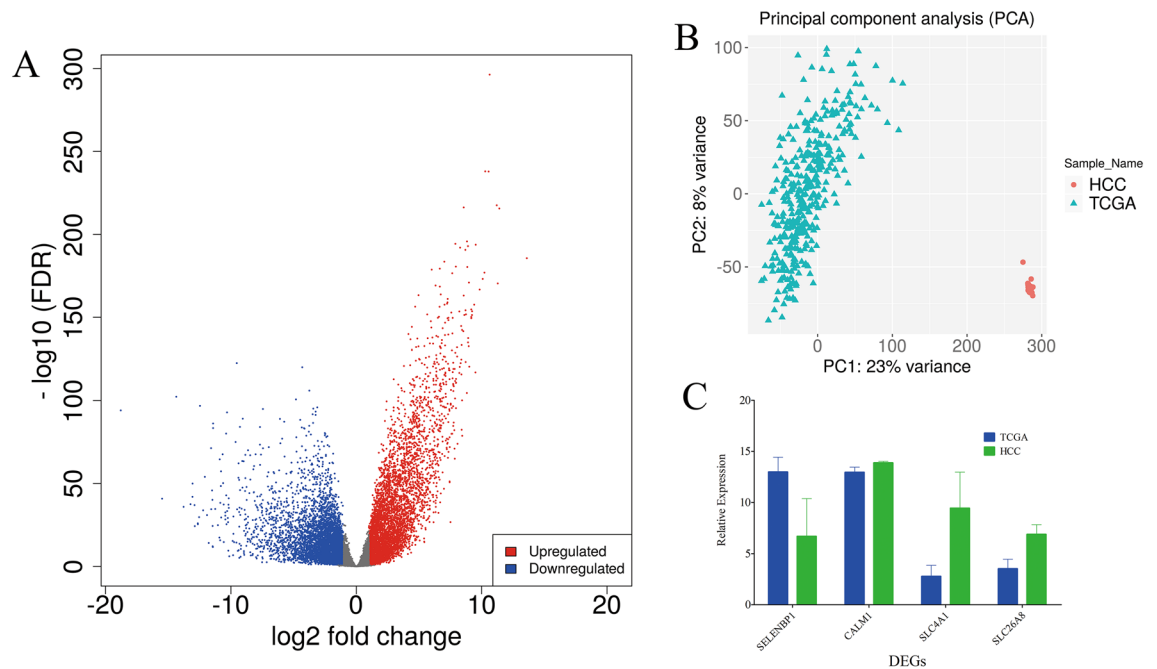 A
300
250
200
150
100
50
0
- log10 (FDR)
-20
-10
0
10
20
log2 fold change
Upregulated
Downregulated
B
Principal component analysis (PCA)
100
50
0
-50
PC2: 8% variance
0
100
200
300
PC1: 23% variance
Sample_Name
HCC
TCGA
C
20
15
10
5
0
Relative Expression
TCGA
HCC
SELENBP1
CALM1
SLC4A1
SLC26A8
DEGs